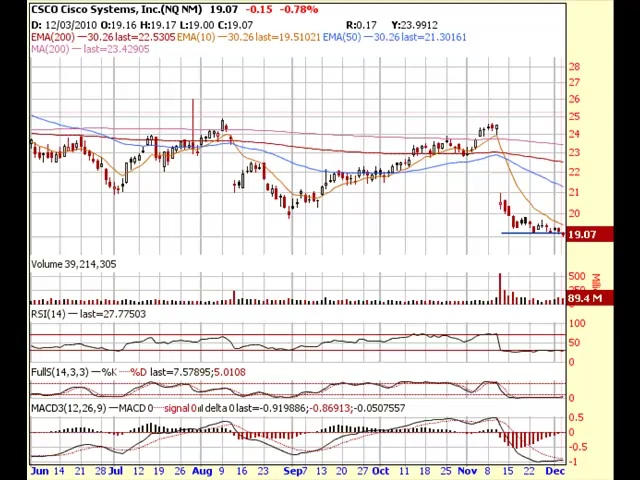 CSCO Cisco Systems, Inc.(NQ NM) 19.07 -0.15 -0.78%
D: 12/03/2010 O:19.16 H:19.17 L:19.00 C:19.07 R:0.17 Y:23.9912
EMA(200) — 30.26 last=22.5305 EMA(10) — 30.26 last=19.51021 EMA(50) — 30.26 last=21.30161
MA(200) — last=23.42905
28
27
26
25
24
23
22
21
20
19.07
Volume 39,214,305
500
250
Milli
89.4 M
RSI(14) — last=27.77503
100
50
0
FullS(14,3,3) — %K — %D last=7.57895;5.0108
MACD3(12,26,9) — MACD 0 signal 0 delta 0 last=-0.919886;-0.86913;-0.0507557
0.5
0
-0.5
-1
Jun 14 21 28 Jul 12 19 26 Aug 9 16 23 Sep 7 13 20 27 Oct 11 18 25 Nov 8 15 22 Dec